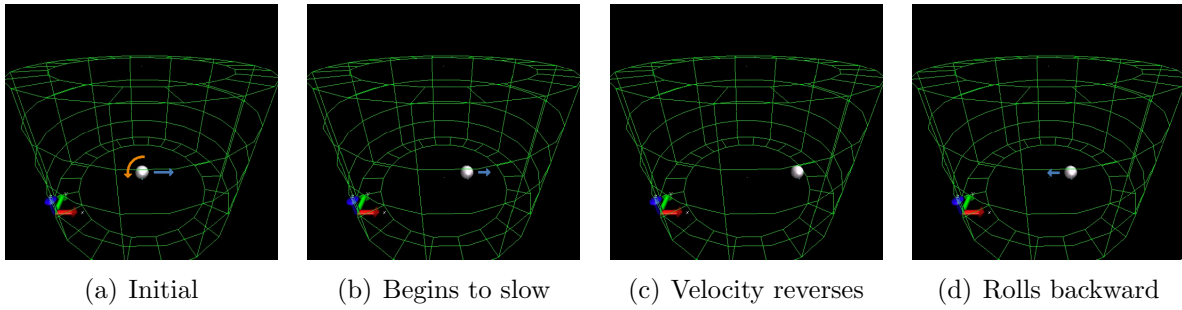 (a) Initial
(b) Begins to slow
(c) Velocity reverses
(d) Rolls backward